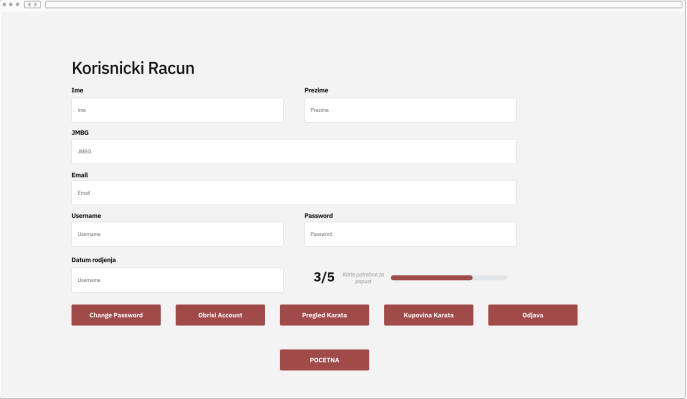 Korisnicki Racun
Ime
Prezime
Ime
Prezime
JMBG
JMBG
Email
Email
Username
Password
Username
Password
Datum rodjenja
Username
3/5
Karte potrebne za
popust
Change Password
Obrisi Account
Pregled Karata
Kupovina Karata
Odjava
POCETNA